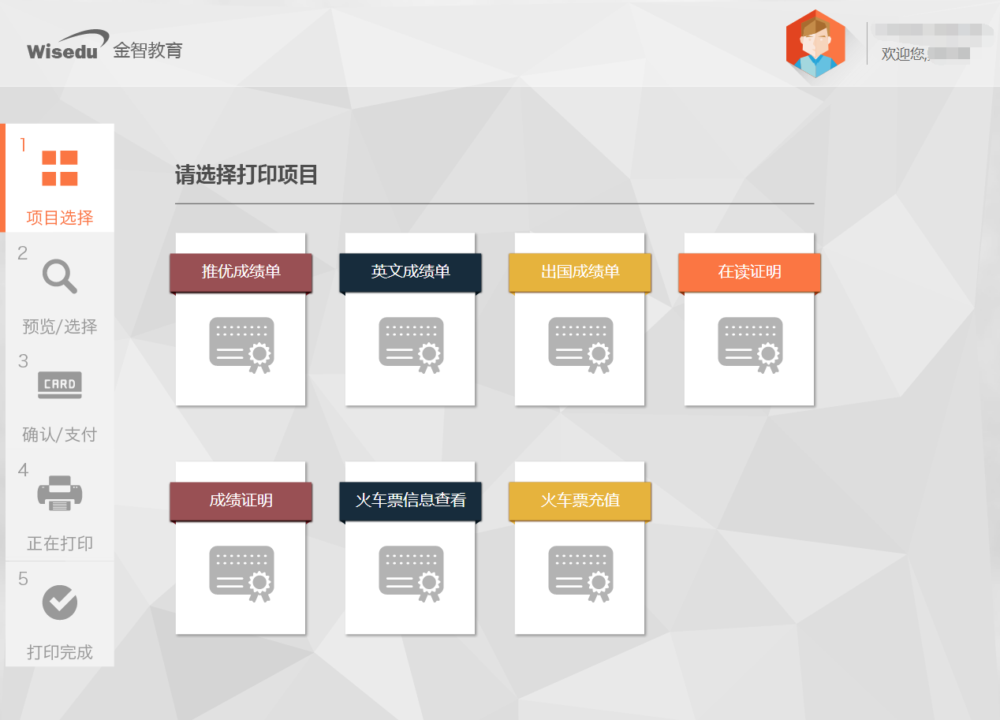 Wisedu 金智教育
欢迎您,
1
项目选择
2
预览/选择
3
CARD
确认/支付
4
正在打印
5
打印完成
请选择打印项目
推优成绩单
英文成绩单
出国成绩单
在读证明
成绩证明
火车票信息查看
火车票充值